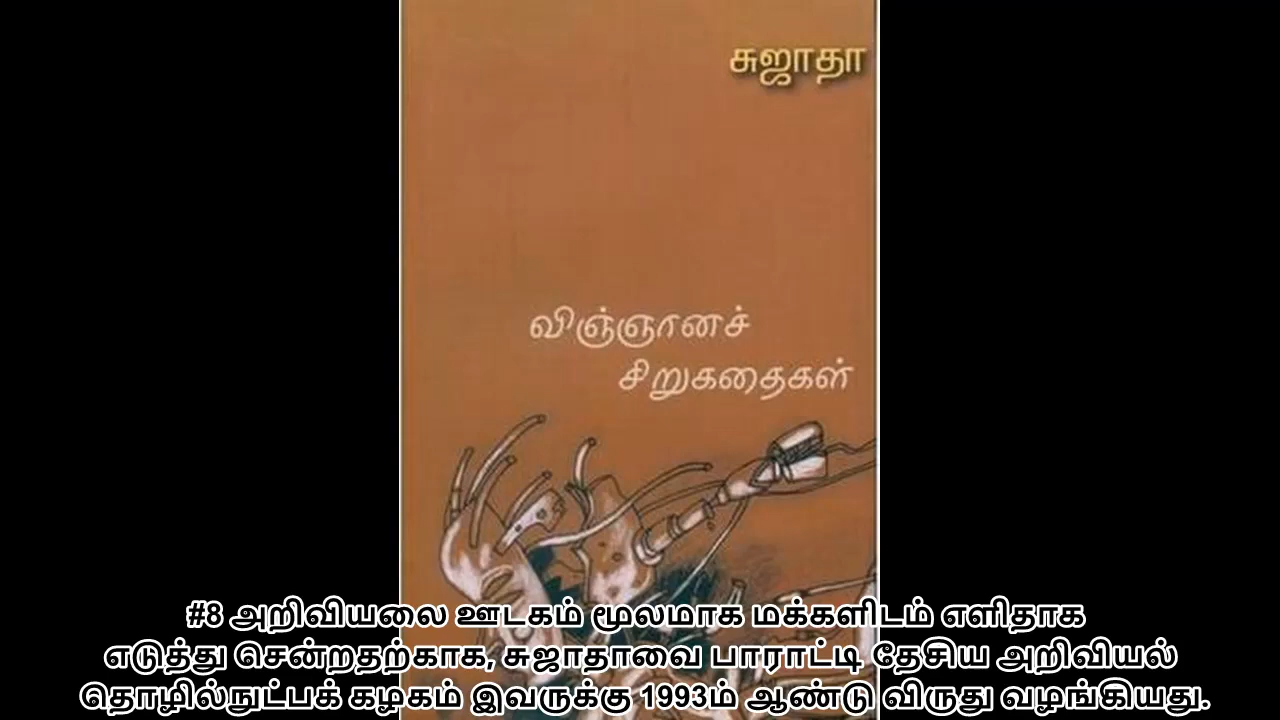 சுஜாதா
விஞ்ஞானச்
சிறுகதைகள்
#8 அறிவியலை ஊடகம் மூலமாக மக்களிடம் எளிதாக
எடுத்து சென்றதற்காக, சுஜாதாவை பாராட்டி தேசிய அறிவியல்
தொழில்நுட்பக் கழகம் இவருக்கு 1993ம் ஆண்டு விருது வழங்கியது.